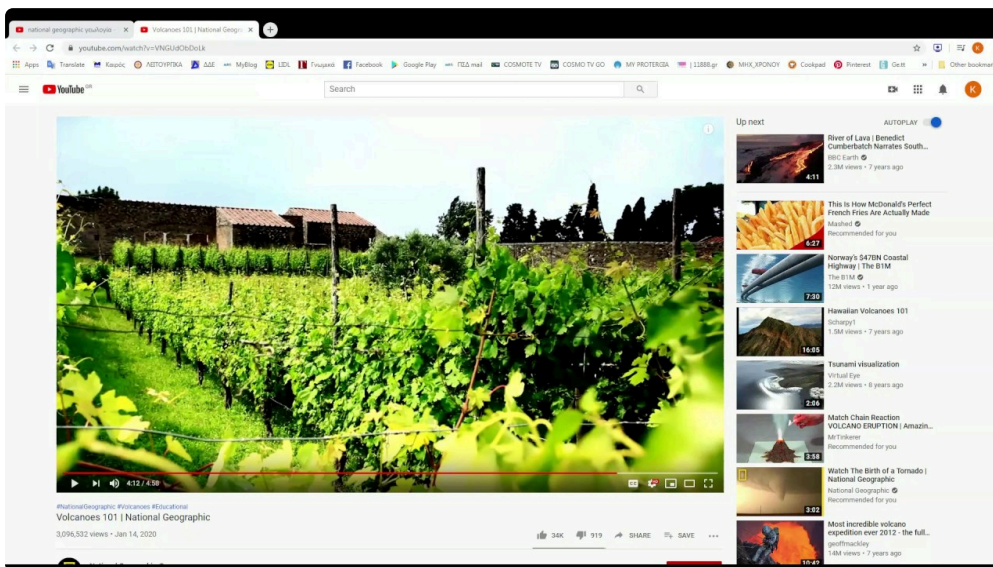 national geographic γεωλογία
Volcanoes 101 | National Geogr
youtube.com/watch?v=VNGUdObDoLk
Apps Translate Καιρός ΛΕΙΤΟΥΡΓΙΚΑ ΔΔΕ MyBlog LIDL Γνωμικά Facebook Google Play ΠΣΔ mail COSMOTE TV COSMO TV GO MY PROTERGIA 11888.gr ΜΗΧ_ΧΡΟΝΟΥ Cookpad Pinterest Ge.tt » Other bookmar
YouTube GR
Search
K
Up next
AUTOPLAY
River of Lava | Benedict
Cumberbatch Narrates South...
BBC Earth
2.3M views • 7 years ago
4:11
This Is How McDonald's Perfect
French Fries Are Actually Made
Mashed
Recommended for you
6:27
Norway's $47BN Coastal
Highway | The B1M
The B1M
12M views • 1 year ago
7:30
Hawaiian Volcanoes 101
Scharpy1
1.5M views • 7 years ago
16:05
Tsunami visualization
Virtual Eye
2.2M views • 8 years ago
2:06
Match Chain Reaction
VOLCANO ERUPTION | Amazin...
MrTinkerer
Recommended for you
3:58
Watch The Birth of a Tornado |
National Geographic
National Geographic
Recommended for you
3:02
Most incredible volcano
expedition ever 2012 - the full...
geoffmackley
14M views • 7 years ago
10:42
4:12 / 4:58
#NationalGeographic #Volcanoes #Educational
Volcanoes 101 | National Geographic
3,096,532 views • Jan 14, 2020
34K 919 SHARE SAVE ...